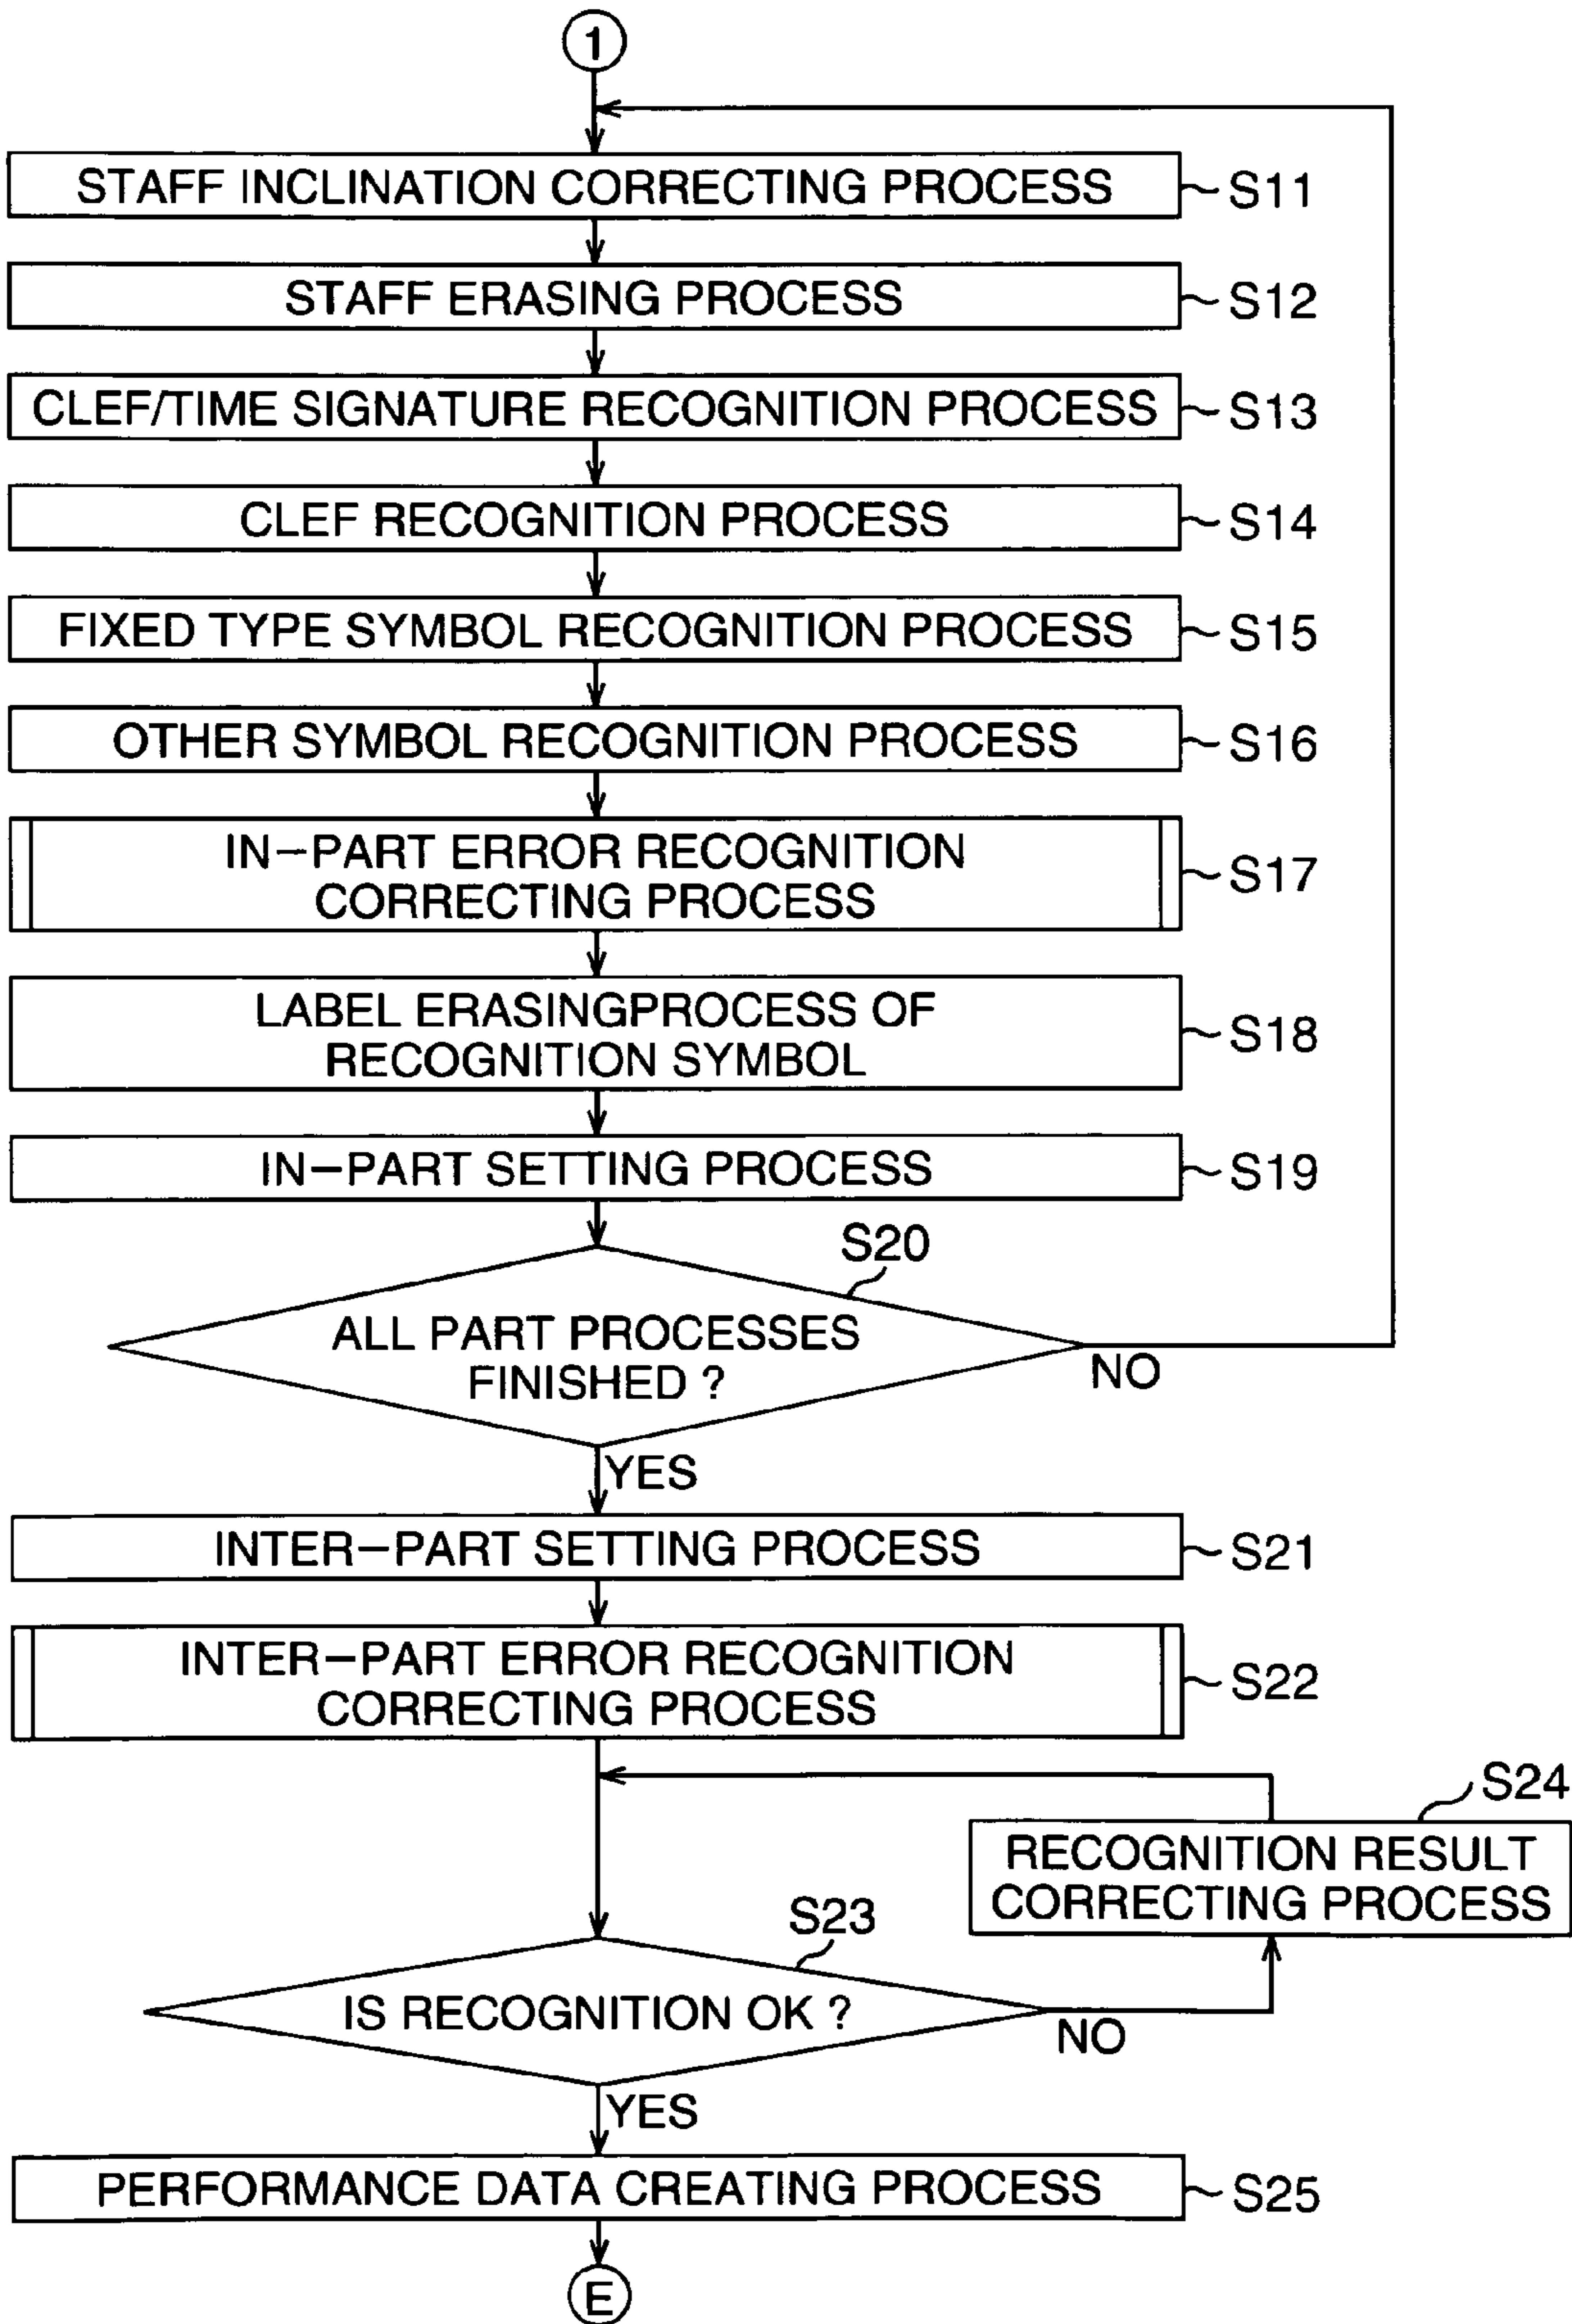 1
STAFF INCLINATION CORRECTING PROCESS S11
STAFF ERASING PROCESS S12
CLEF/TIME SIGNATURE RECOGNITION PROCESS S13
CLEF RECOGNITION PROCESS S14
FIXED TYPE SYMBOL RECOGNITION PROCESS S15
OTHER SYMBOL RECOGNITION PROCESS S16
IN-PART ERROR RECOGNITION
CORRECTING PROCESS
S17
LABEL ERASINGPROCESS OF
RECOGNITION SYMBOL
S18
IN-PART SETTING PROCESS S19
S20
ALL PART PROCESSES
FINISHED ?
NO
YES
INTER-PART SETTING PROCESS S21
INTER-PART ERROR RECOGNITION
CORRECTING PROCESS
S22
S24
RECOGNITION RESULT
CORRECTING PROCESS
S23
IS RECOGNITION OK ?
NO
YES
PERFORMANCE DATA CREATING PROCESS S25
E